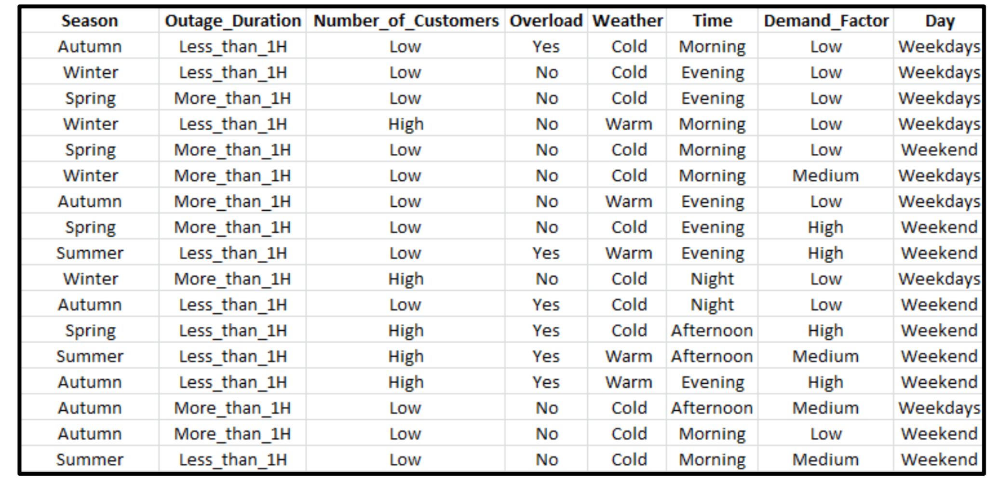 Season Outage_Duration Number_of_Customers Overload Weather Time Demand_Factor Day
Autumn Less_than_1H Low Yes Cold Morning Low Weekdays
Winter Less_than_1H Low No Cold Evening Low Weekdays
Spring More_than_1H Low No Cold Evening Low Weekdays
Winter Less_than_1H High No Warm Morning Low Weekdays
Spring More_than_1H Low No Cold Morning Low Weekend
Winter More_than_1H Low No Cold Morning Medium Weekdays
Autumn More_than_1H Low No Warm Evening Low Weekdays
Spring More_than_1H Low No Cold Evening High Weekend
Summer Less_than_1H Low Yes Warm Evening High Weekend
Winter More_than_1H High No Cold Night Low Weekdays
Autumn Less_than_1H Low Yes Cold Night Low Weekend
Spring Less_than_1H High Yes Cold Afternoon High Weekend
Summer Less_than_1H High Yes Warm Afternoon Medium Weekend
Autumn Less_than_1H High Yes Warm Evening High Weekend
Autumn More_than_1H Low No Cold Afternoon Medium Weekdays
Autumn More_than_1H Low No Cold Morning Low Weekend
Summer Less_than_1H Low No Cold Morning Medium Weekend